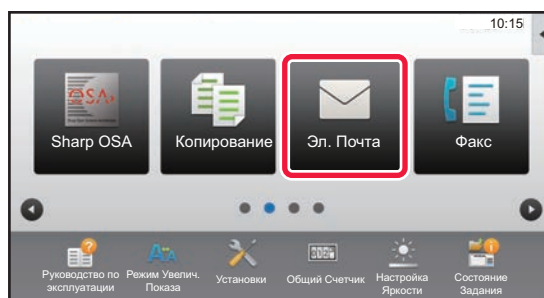 10:15
OSA
Sharp OSA
Копирование
Эл. Почта
Факс
Руководство по
эксплуатации
Режим Увелич.
Показа
Установки
Общий Счетчик
Настройка
Яркости
Состояние
Задания